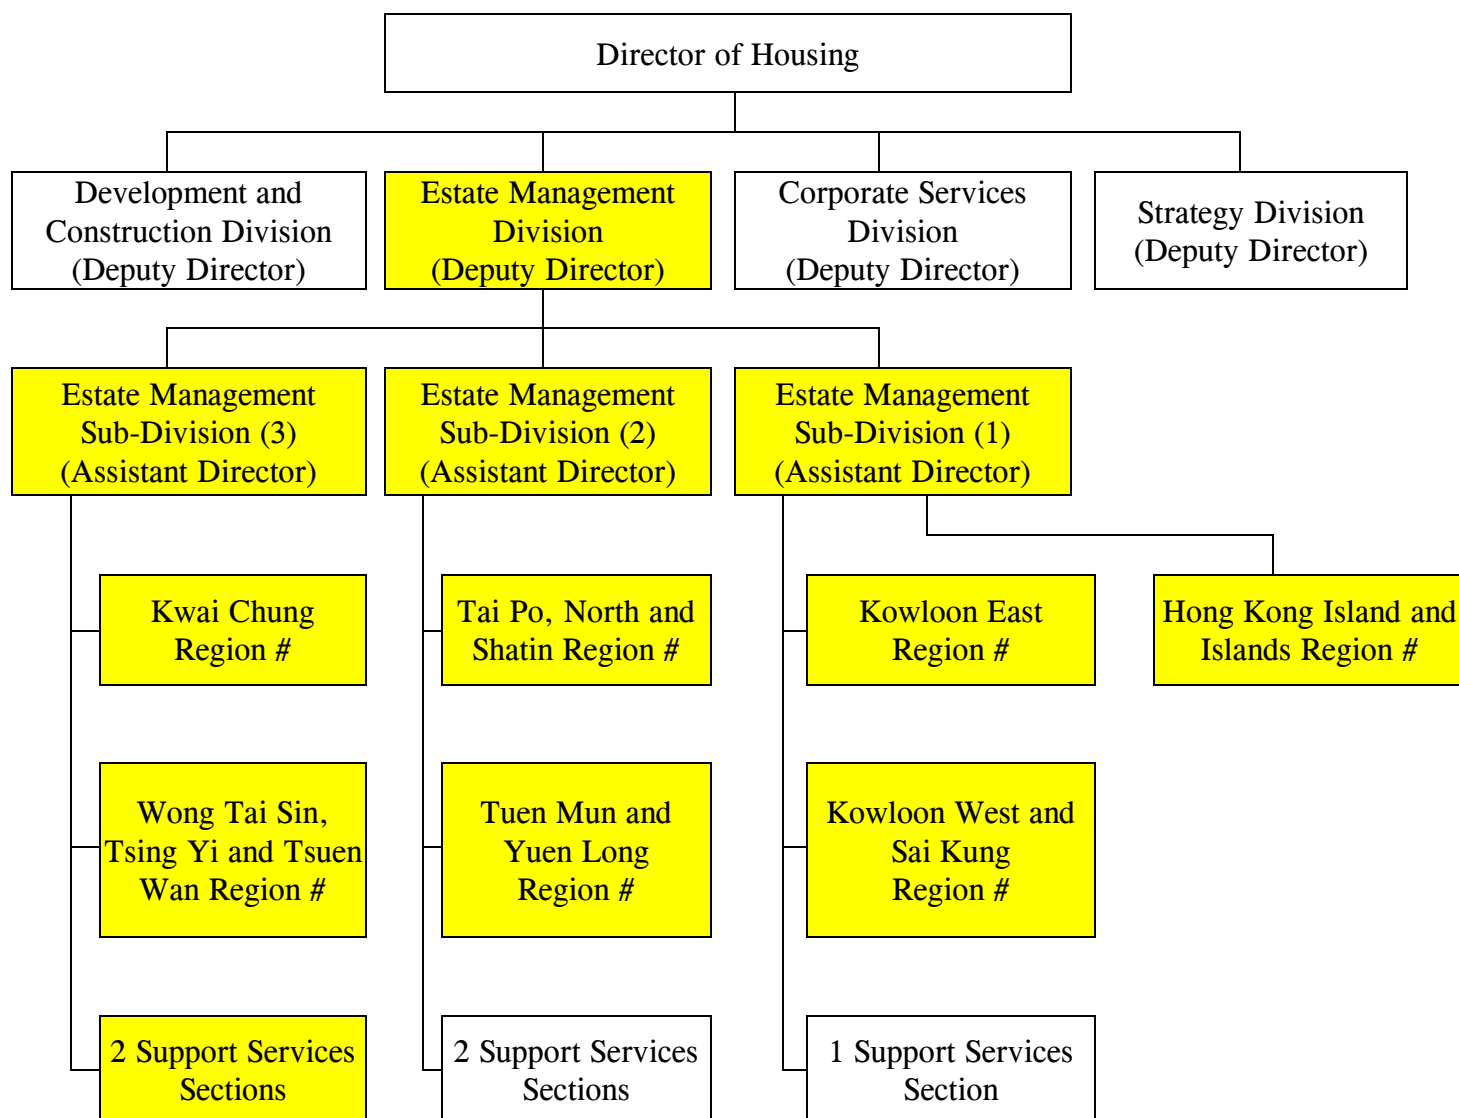 Director of Housing
Development and
Construction Division
(Deputy Director)
Estate Management
Division
(Deputy Director)
Corporate Services
Division
(Deputy Director)
Strategy Division
(Deputy Director)
Estate Management
Sub-Division (3)
(Assistant Director)
Estate Management
Sub-Division (2)
(Assistant Director)
Estate Management
Sub-Division (1)
(Assistant Director)
Kwai Chung
Region #
Tai Po, North and
Shatin Region #
Kowloon East
Region #
Hong Kong Island and
Islands Region #
Wong Tai Sin,
Tsing Yi and Tsuen
Wan Region #
Tuen Mun and
Yuen Long
Region #
Kowloon West and
Sai Kung
Region #
2 Support Services
Sections
2 Support Services
Sections
1 Support Services
Section